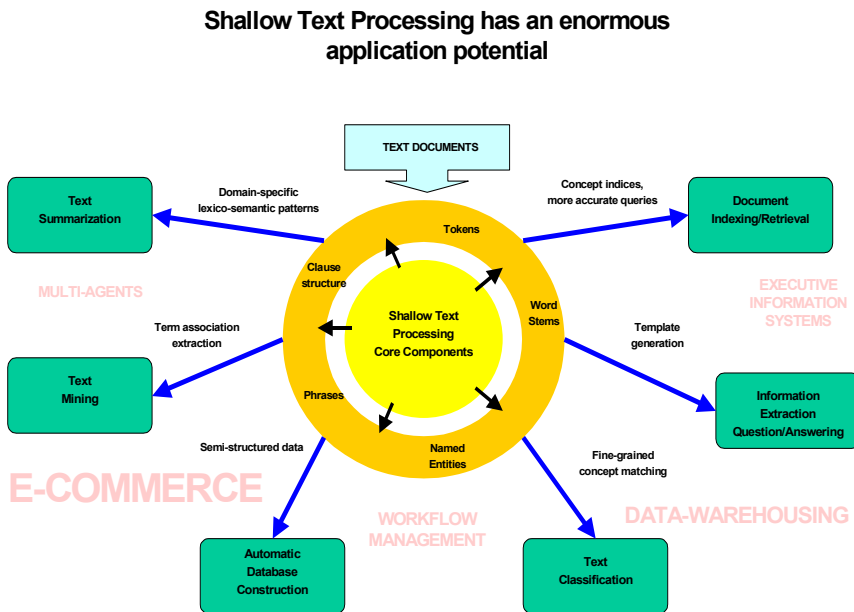 Shallow Text Processing has an enormous
application potential
TEXT DOCUMENTS
Text
Summarization
Domain-specific
lexico-semantic patterns
Concept indices,
more accurate queries
Document
Indexing/Retrieval
Tokens
Clause
structure
Word
Stems
Shallow Text
Processing
Core Components
MULTI-AGENTS
EXECUTIVE
INFORMATION
SYSTEMS
Term association
extraction
Template
generation
Text
Mining
Phrases
Information
Extraction
Question/Answering
Named
Entities
Semi-structured data
Fine-grained
concept matching
E-COMMERCE
WORKFLOW
MANAGEMENT
DATA-WAREHOUSING
Automatic
Database
Construction
Text
Classification